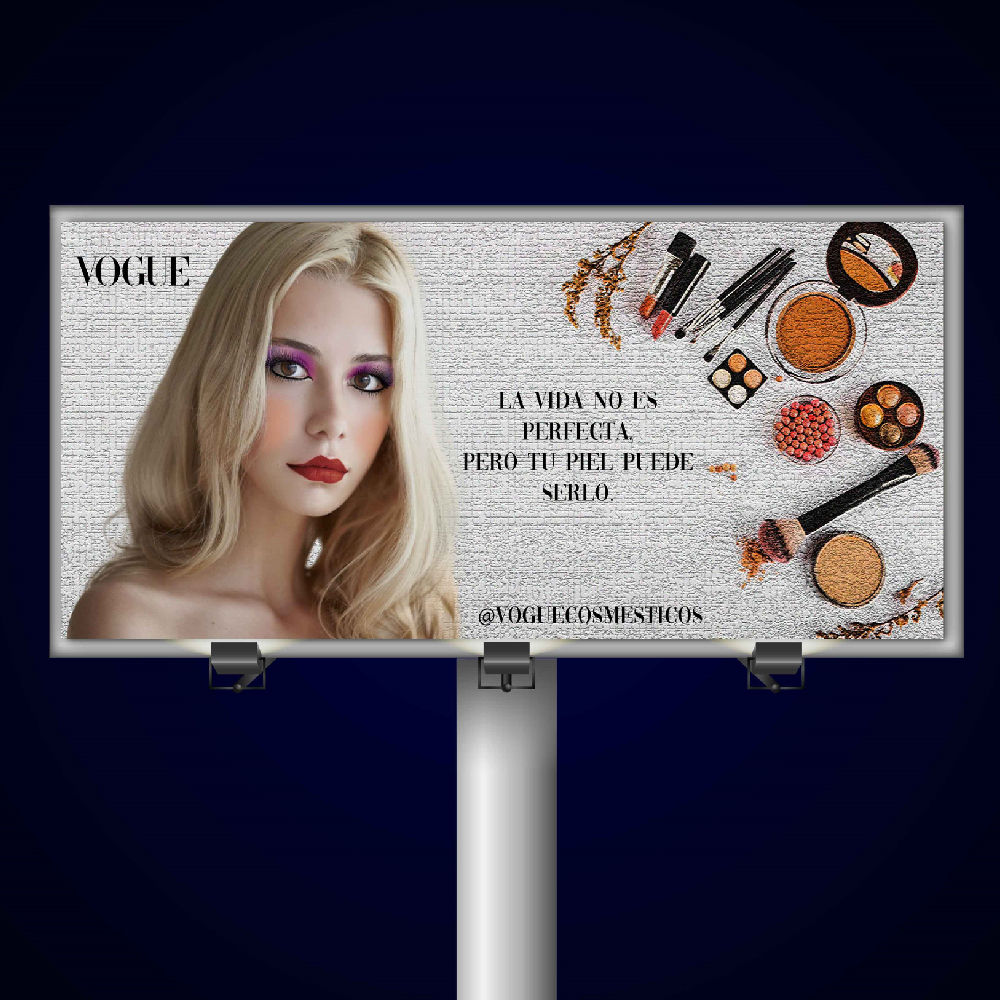 VOGUE
LA VIDA NO ES
PERFECTA,
PERO TU PIEL PUEDE
SERLO.
@VOGUECOSMESTICOS